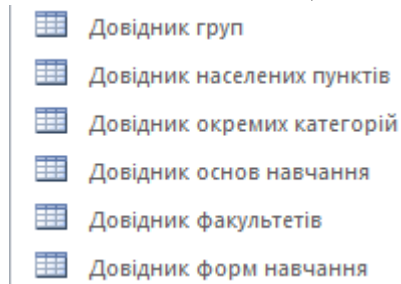 Довідник груп
Довідник населених пунктів
Довідник окремих категорій
Довідник основ навчання
Довідник факультетів
Довідник форм навчання